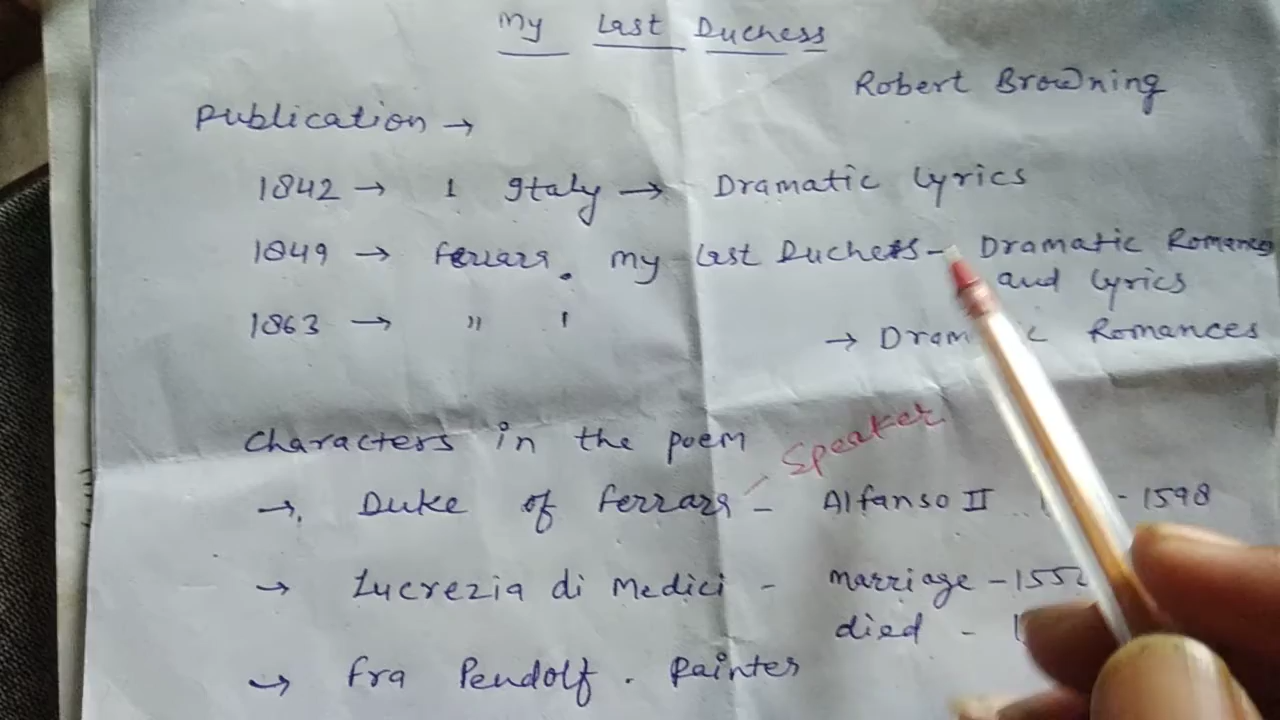 My Last Duchess
Robert Browning
Publication →
1842 → 1 Italy → Dramatic Lyrics
1849 → Ferrara. My Last Duchess - Dramatic Romances
and Lyrics
1863 → " '
→ Romances
Characters in the poem
Speaker
→ Duke of Ferrara - Alfanso II - 1598
→ Lucrezia di Medici - marriage -
died -
→ Fra Pendolf. Painter